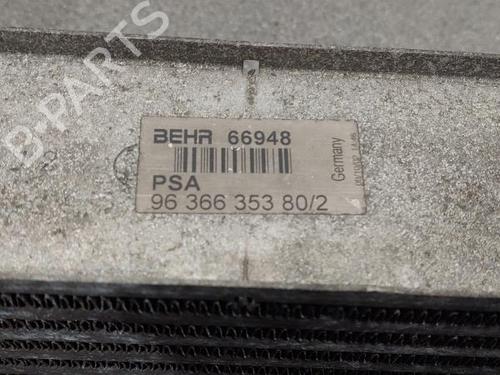 B-PARTS
BEHR 66948
PSA
96 366 353 80/2
Germany